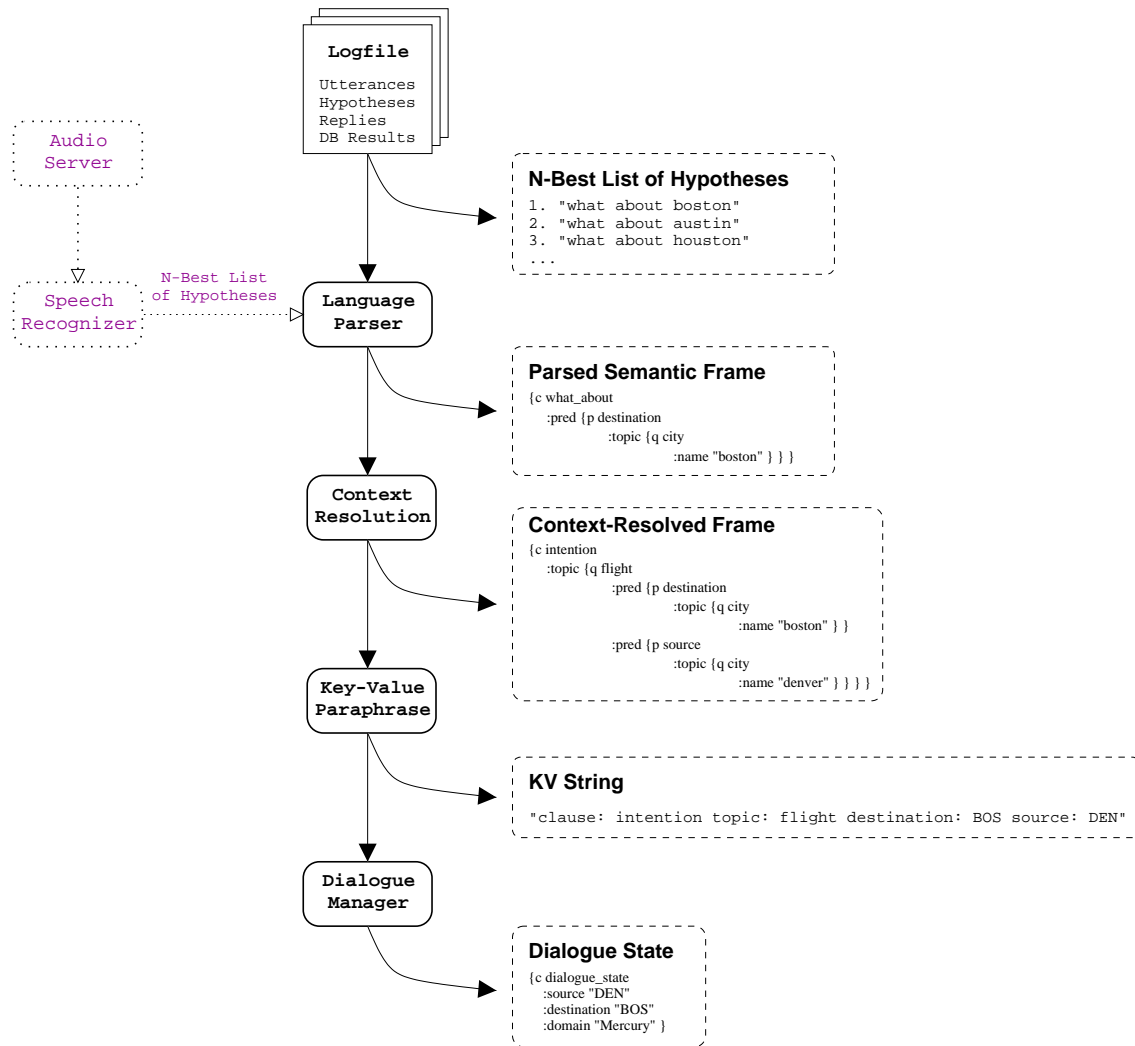 Logfile
Utterances
Hypotheses
Replies
DB Results
Audio
Server
N-Best List of Hypotheses
1. "what about boston"
2. "what about austin"
3. "what about houston"
...
N-Best List
of Hypotheses
Speech
Recognizer
Language
Parser
Parsed Semantic Frame
{c what_about
:pred {p destination
:topic {q city
:name "boston" } } }
Context
Resolution
Context-Resolved Frame
{c intention
:topic {q flight
:pred {p destination
:topic {q city
:name "boston" } }
:pred {p source
:topic {q city
:name "denver" } } } }
Key-Value
Paraphrase
KV String
"clause: intention topic: flight destination: BOS source: DEN"
Dialogue
Manager
Dialogue State
{c dialogue_state
:source "DEN"
:destination "BOS"
:domain "Mercury" }